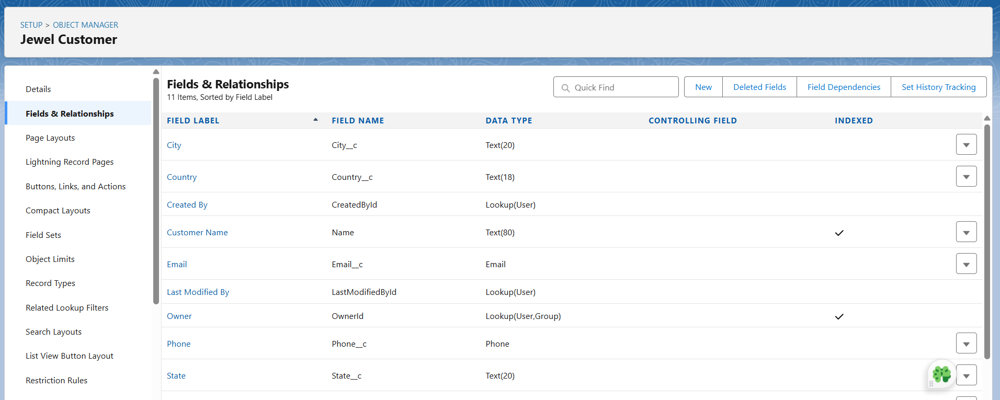 SETUP > OBJECT MANAGER
Jewel Customer
Details
Fields & Relationships
Page Layouts
Lightning Record Pages
Buttons, Links, and Actions
Compact Layouts
Field Sets
Object Limits
Record Types
Related Lookup Filters
Search Layouts
List View Button Layout
Restriction Rules
Fields & Relationships
11 Items, Sorted by Field Label
Quick Find
New Deleted Fields Field Dependencies Set History Tracking
FIELD LABEL FIELD NAME DATA TYPE CONTROLLING FIELD INDEXED
City City__c Text(20)
Country Country__c Text(18)
Created By CreatedById Lookup(User)
Customer Name Name Text(80)
Email Email__c Email
Last Modified By LastModifiedById Lookup(User)
Owner OwnerId Lookup(User,Group)
Phone Phone__c Phone
State State__c Text(20)